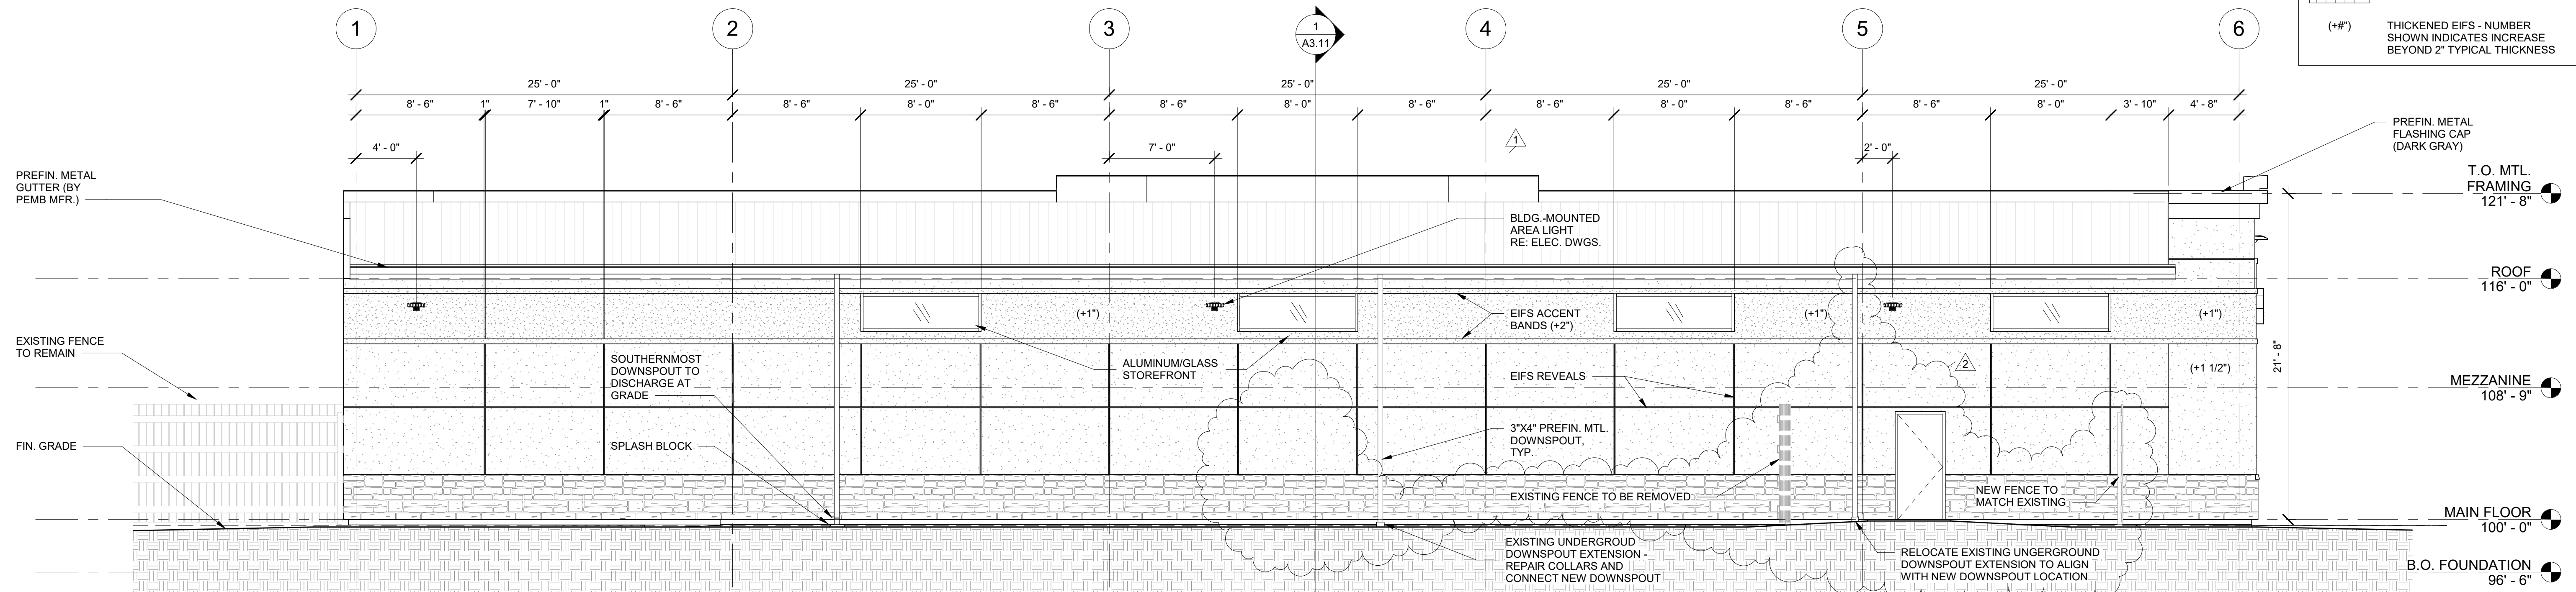 (+#")
THICKENED EIFS - NUMBER
SHOWN INDICATES INCREASE
BEYOND 2" TYPICAL THICKNESS
1
2
3
1
A3.11
4
5
6
25' - 0"
25' - 0"
25' - 0"
25' - 0"
25' - 0"
8' - 6"
1"
7' - 10"
1"
8' - 6"
8' - 6"
8' - 0"
8' - 6"
8' - 6"
8' - 0"
8' - 6"
8' - 6"
8' - 0"
8' - 6"
8' - 6"
8' - 0"
3' - 10"
4' - 8"
4' - 0"
7' - 0"
1
2' - 0"
PREFIN. METAL
FLASHING CAP
(DARK GRAY)
PREFIN. METAL
GUTTER (BY
PEMB MFR.)
T.O. MTL.
FRAMING
121' - 8"
BLDG.-MOUNTED
AREA LIGHT
RE: ELEC. DWGS.
ROOF
116' - 0"
(+1")
EIFS ACCENT
BANDS (+2")
(+1")
(+1")
EXISTING FENCE
TO REMAIN
SOUTHERNMOST
DOWNSPOUT TO
DISCHARGE AT
GRADE
ALUMINUM/GLASS
STOREFRONT
EIFS REVEALS
2
(+1 1/2")
21' - 8"
MEZZANINE
108' - 9"
FIN. GRADE
SPLASH BLOCK
3"X4" PREFIN. MTL.
DOWNSPOUT,
TYP.
EXISTING FENCE TO BE REMOVED
NEW FENCE TO
MATCH EXISTING
MAIN FLOOR
100' - 0"
EXISTING UNDERGROUD
DOWNSPOUT EXTENSION -
REPAIR COLLARS AND
CONNECT NEW DOWNSPOUT
RELOCATE EXISTING UNGERGROUND
DOWNSPOUT EXTENSION TO ALIGN
WITH NEW DOWNSPOUT LOCATION
B.O. FOUNDATION
96' - 6"